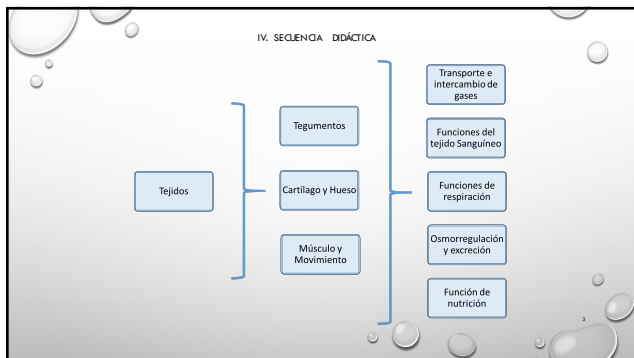 IV. SECUENCIA DIDÁCTICA
Tejidos
Tegumentos
Cartílago y Hueso
Músculo y
Movimiento
Transporte e
intercambio de
gases
Funciones del
tejido Sanguíneo
Funciones de
respiración
Osmorregulación
y excreción
Función de
nutrición
3